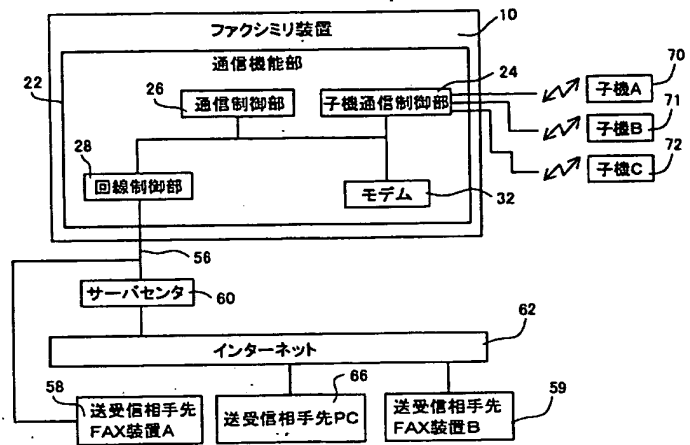 ファクシミリ装置
10
通信機能部
22
26
通信制御部
24
子機通信制御部
70
子機A
71
子機B
72
子機C
28
回線制御部
モデム
32
56
サーバセンタ
60
62
インターネット
58
送受信相手先
FAX装置A
66
送受信相手先PC
送受信相手先
FAX装置B
59